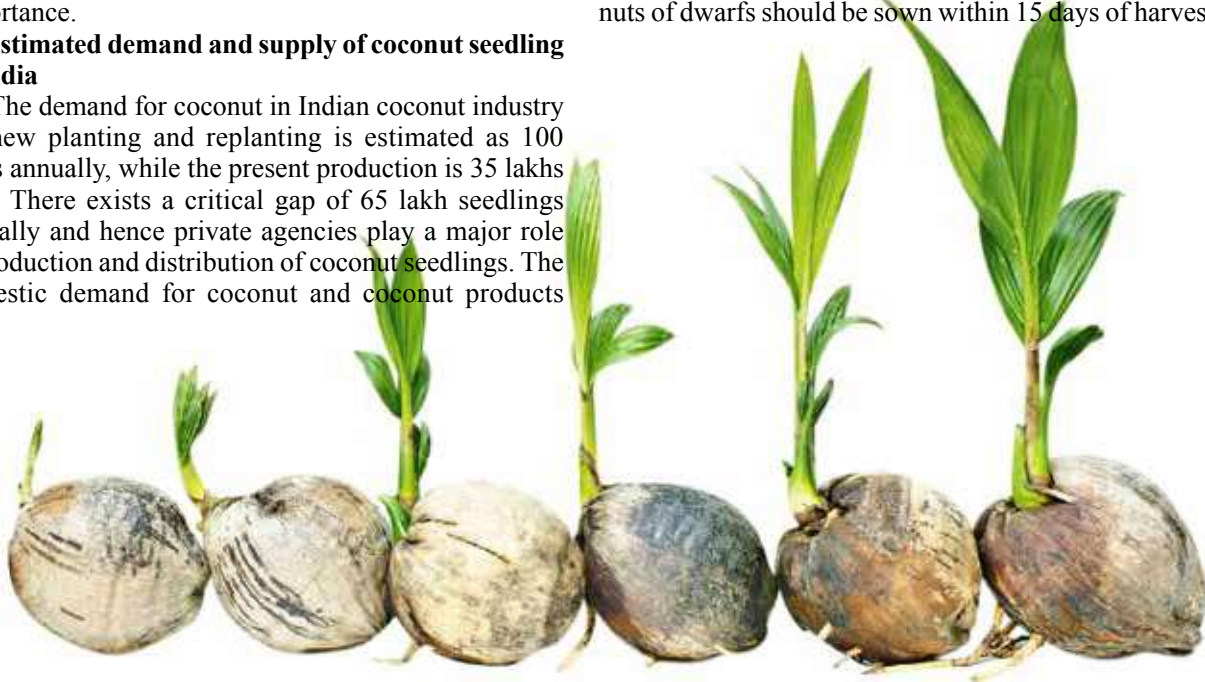 ortance.
stimated demand and supply of coconut seedling
dia
The demand for coconut in Indian coconut industry
new planting and replanting is estimated as 100
s annually, while the present production is 35 lakhs
There exists a critical gap of 65 lakh seedlings
ally and hence private agencies play a major role
oduction and distribution of coconut seedlings. The
estic demand for coconut and coconut products
nuts of dwarfs should be sown within 15 days of harves